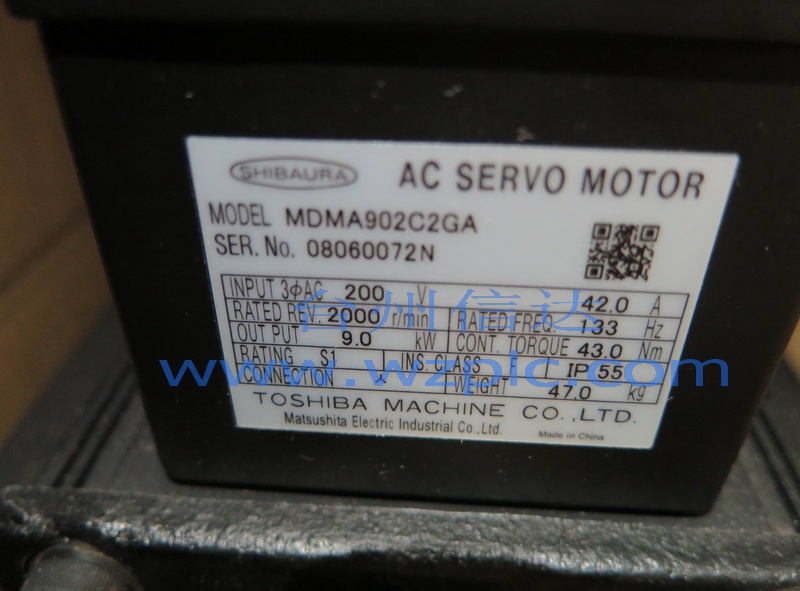 SHIBAURA AC SERVO MOTOR
MODEL MDMA902C2GA
SER. No. 08060072N
INPUT 3ϕAC 200 V 42.0 A
RATED REV. 2000 r/min RATED FREQ. 133 Hz
OUT PUT 9.0 kW CONT. TORQUE 43.0 Nm
RATING S1 INS. CLASS F IP 55
CONNECTION WEIGHT 47.0 kg
TOSHIBA MACHINE CO.,LTD.
Matsushita Electric Industrial Co.,Ltd.
Made in China
台州信达
www.wzplc.com